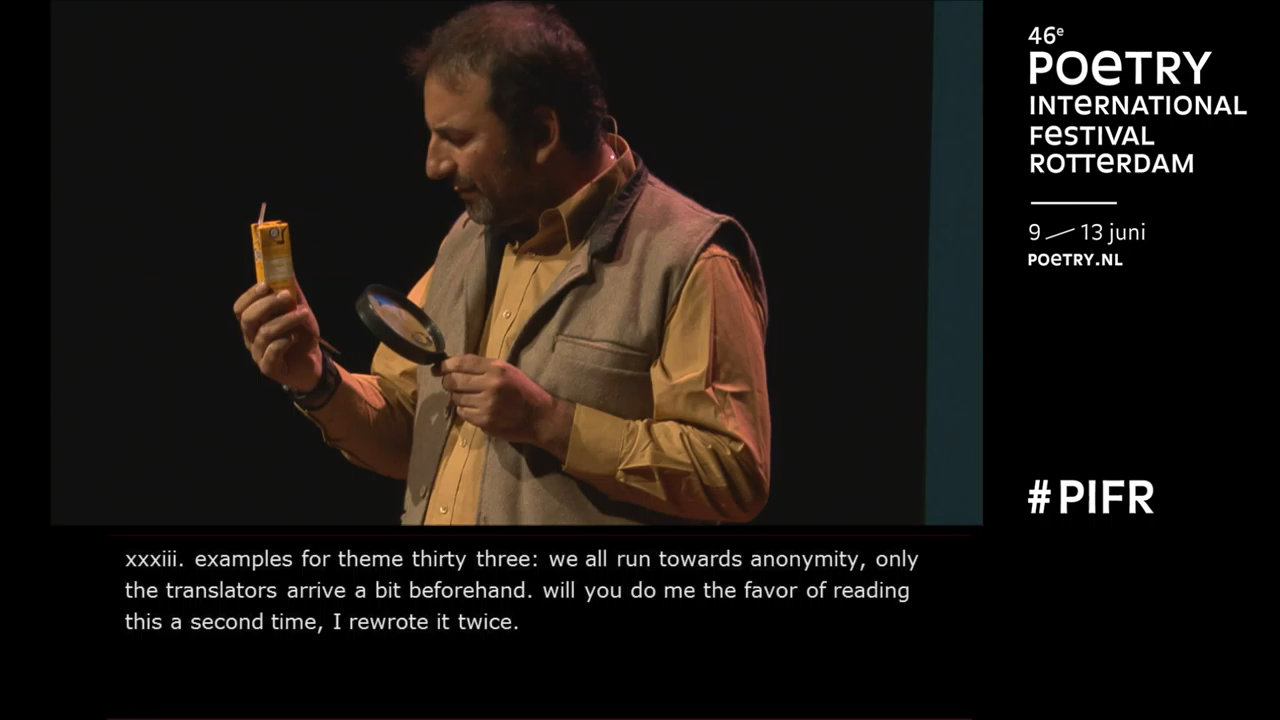 46e
POeTRY
INTeRNATIONAL
FeSTIVAL
ROTTeRDAM
9 — 13 juni
POeTRY.NL
#PIFR
xxxiii. examples for theme thirty three: we all run towards anonymity, only
the translators arrive a bit beforehand. will you do me the favor of reading
this a second time, I rewrote it twice.